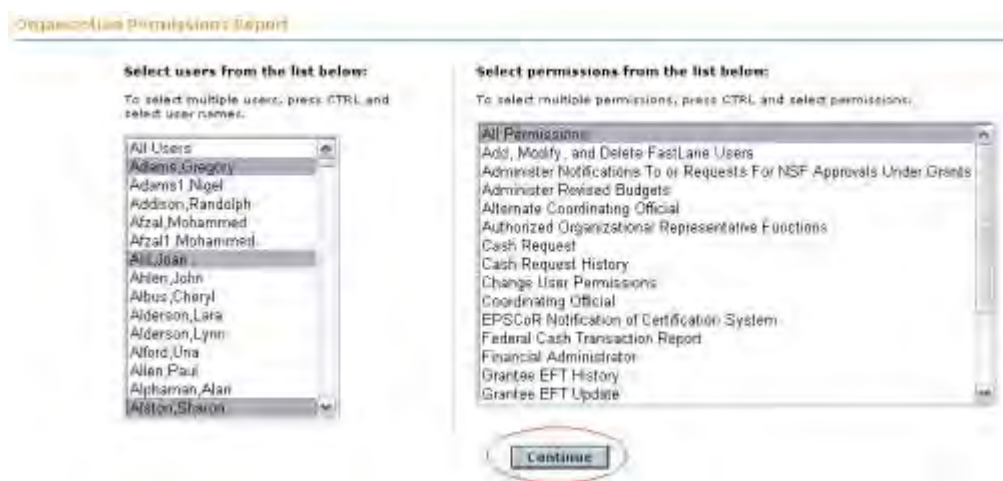 Organization Permissions Report
Select users from the list below:
To select multiple users, press CTRL and
select user names.
All Users
Adams,Gregory
Adams1,Nigel
Addison,Randolph
Afzal,Mohammed
Afzal1,Mohammed
Ahlen,John
Albus,Cheryl
Alderson,Lara
Alderson,Lynn
Alford,Una
Allen,Paul
Alphaman,Alan
Alston,Sharon
Select permissions from the list below:
To select multiple permissions, press CTRL and select permissions.
All Permissions
Add, Modify, and Delete FastLane Users
Administer Notifications To or Requests For NSF Approvals Under Grants
Administer Revised Budgets
Alternate Coordinating Official
Authorized Organizational Representative Functions
Cash Request
Cash Request History
Change User Permissions
Coordinating Official
EPSCoR Notification of Certification System
Federal Cash Transaction Report
Financial Administrator
Grantee EFT History
Grantee EFT Update
Continue